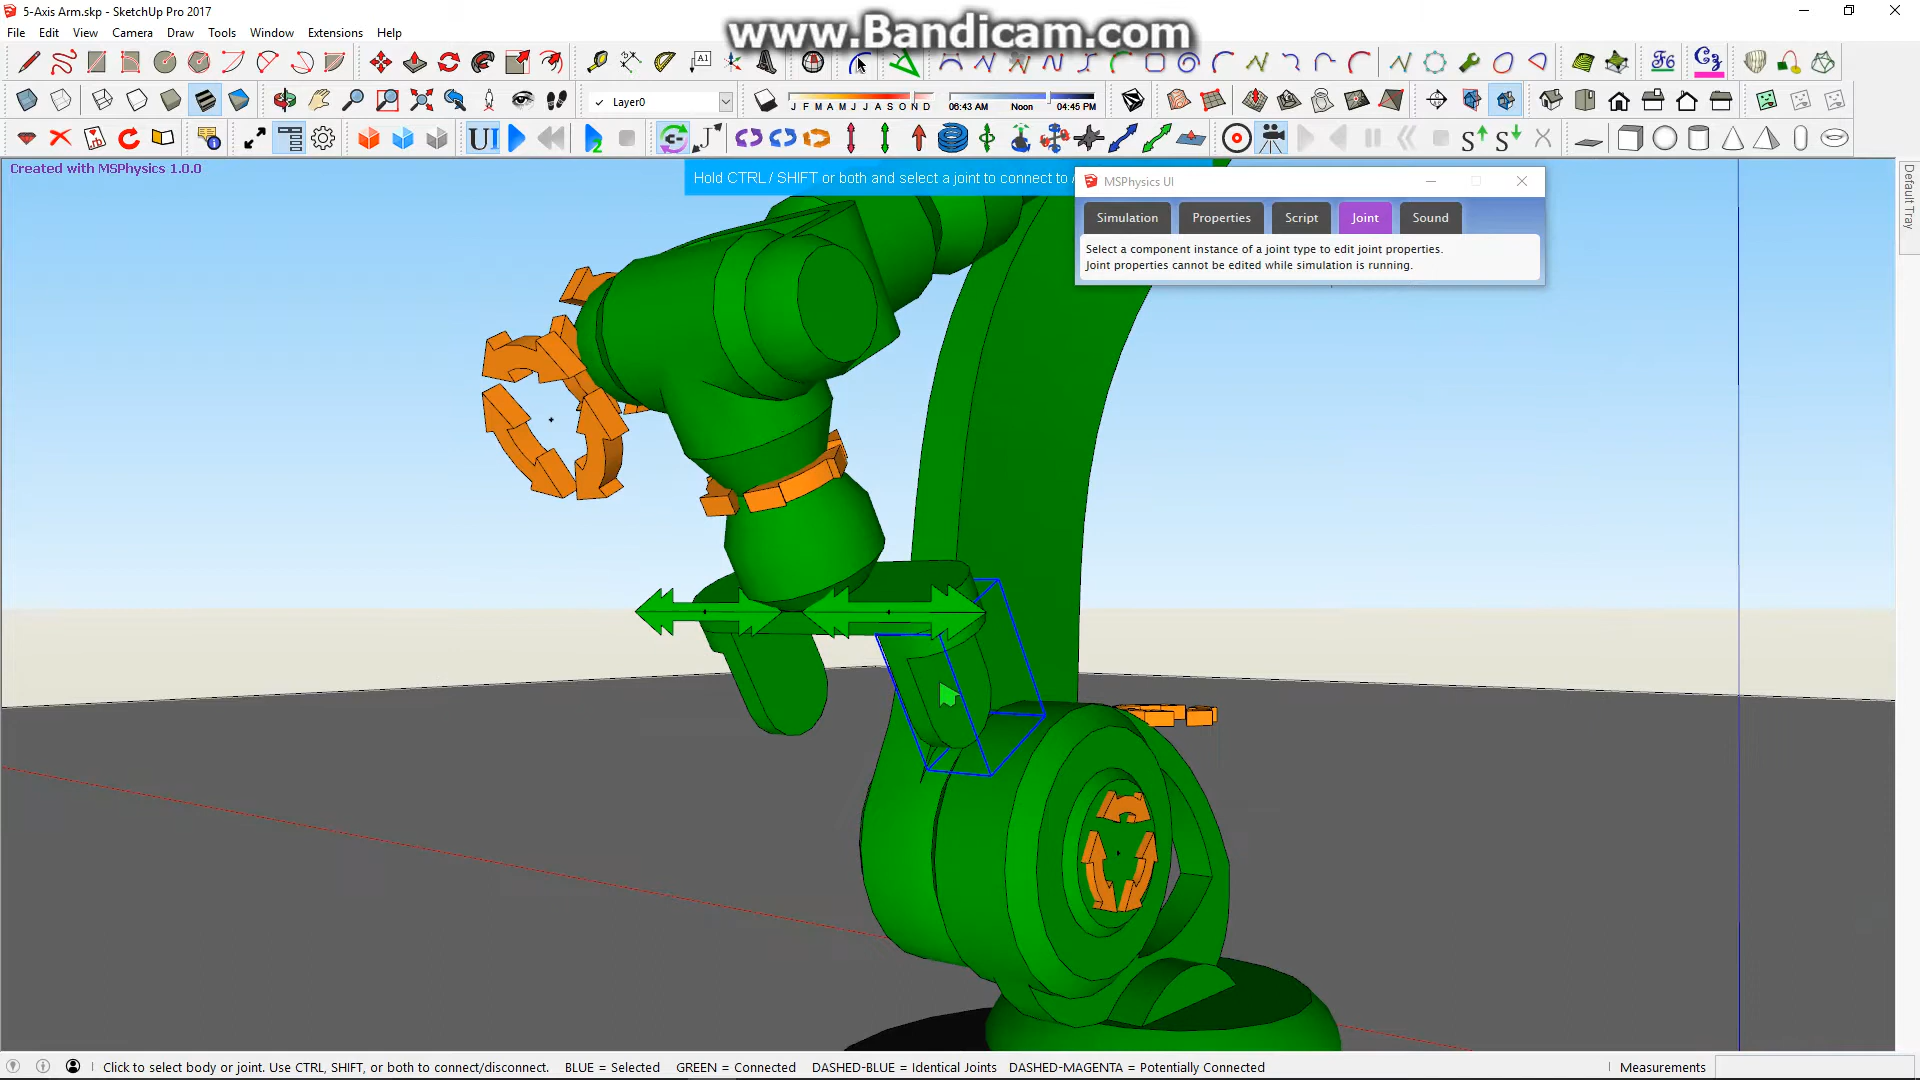 5-Axis Arm.skp - SketchUp Pro 2017
www.Bandicam.com
File Edit View Camera Draw Tools Window Extensions Help
A1
F6
Layer0
J F M A M J J A S O N D
06:43 AM Noon 04:45 PM
UI
2
Created with MSPhysics 1.0.0
Hold CTRL / SHIFT or both and select a joint to connect to
MSPhysics UI
Simulation Properties Script Joint Sound
Select a component instance of a joint type to edit joint properties.
Joint properties cannot be edited while simulation is running.
Default Tray
Click to select body or joint. Use CTRL, SHIFT, or both to connect/disconnect. BLUE = Selected GREEN = Connected DASHED-BLUE = Identical Joints DASHED-MAGENTA = Potentially Connected
Measurements